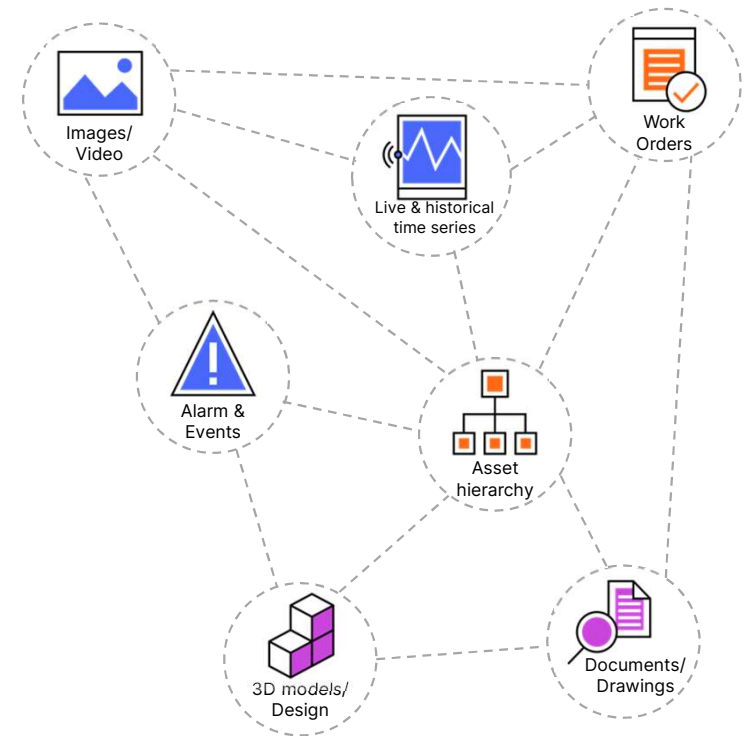 Images/
Video
Work
Orders
Live & historical
time series
Alarm &
Events
Asset
hierarchy
3D models/
Design
Documents/
Drawings